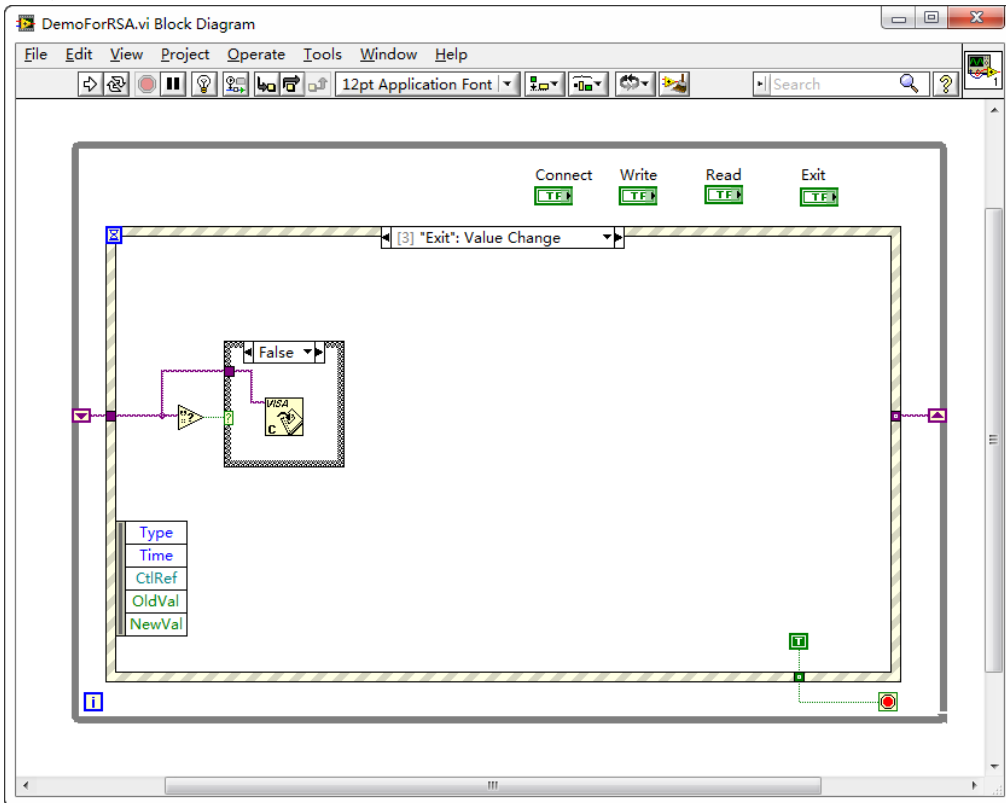 DemoForRSA.vi Block Diagram
File Edit View Project Operate Tools Window Help
12pt Application Font Search ? 1
Connect Write Read Exit
TF TF TF TF
[3] "Exit": Value Change
False
"? ?
VISA
C
Type
Time
CtlRef
OldVal
NewVal
T
i